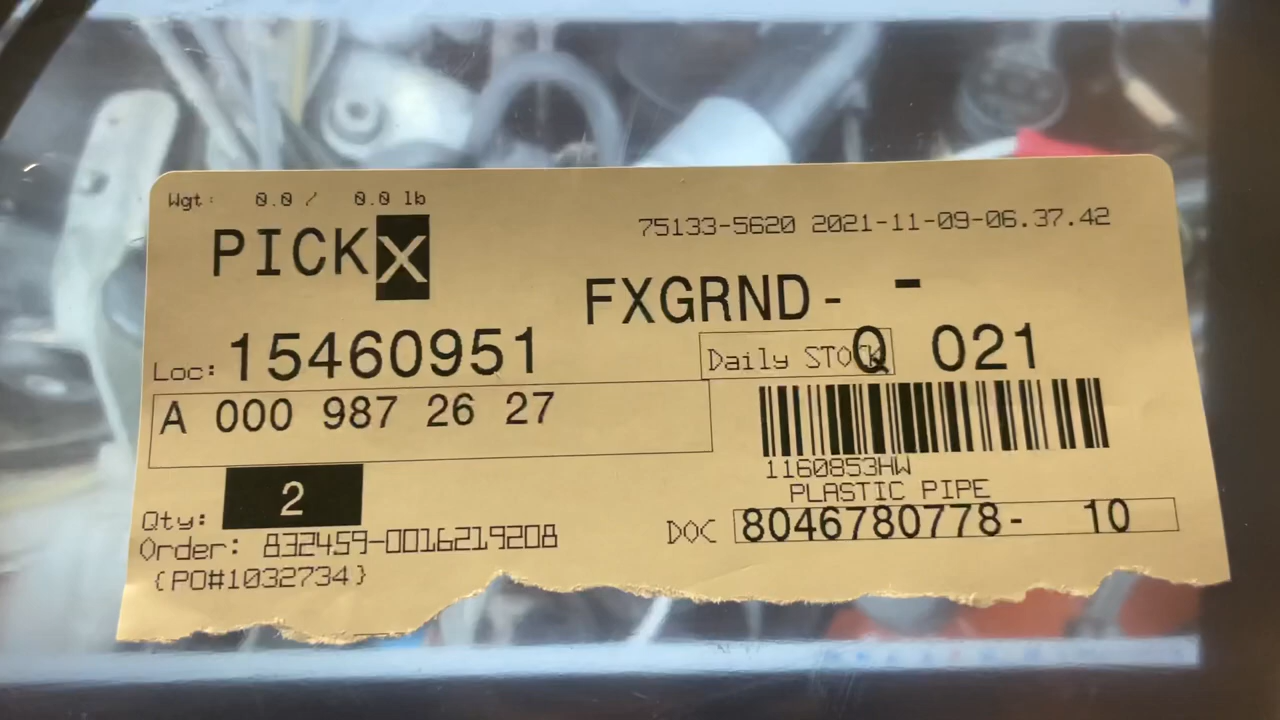 Wgt: 0.0 / 0.0 lb
75133-5620 2021-11-09-06.37.42
PICK X
FXGRND- -
Loc: 15460951
Daily STOCK Q 021
A 000 987 26 27
1160853HW
PLASTIC PIPE
Qty: 2
DOC 8046780778- 10
Order: 832459-0016219208
(PO#1032734)